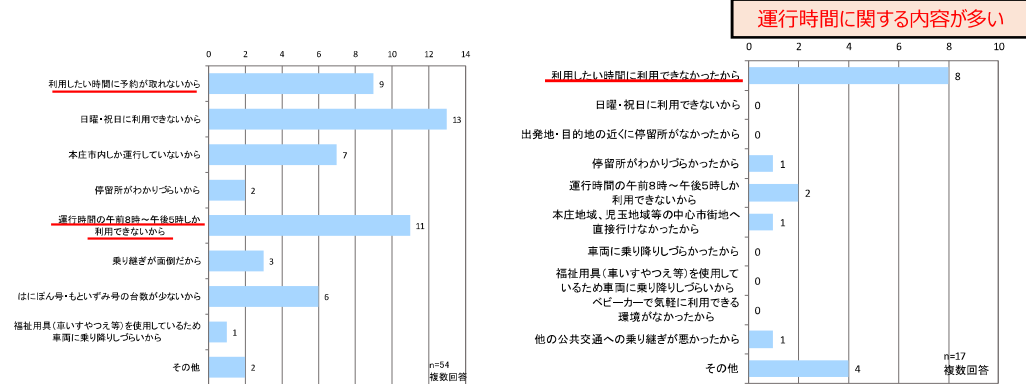 運行時間に関する内容が多い
0 2 4 6 8 10 12 14
利用したい時間に予約が取れないから 9
日曜・祝日に利用できないから 13
本庄市内しか運行していないから 7
停留所がわかりづらいから 2
運行時間の午前8時～午後5時しか
利用できないから 11
乗り継ぎが面倒だから 3
はにぽん号・もといずみ号の台数が少ないから 6
福祉用具(車いすやつえ等)を使用しているため
車両に乗り降りしづらいから 1
その他 2
n=54
複数回答
0 2 4 6 8 10
利用したい時間に利用できなかったから 8
日曜・祝日に利用できないから 0
出発地・目的地の近くに停留所がなかったから 0
停留所がわかりづらかったから 1
運行時間の午前8時～午後5時しか
利用できないから 2
本庄地域、児玉地域等の中心市街地へ
直接行けなかったから 1
車両に乗り降りしづらかったから 0
福祉用具(車いすやつえ等)を使用して
いるため車両に乗り降りしづらいから 0
ベビーカーで気軽に利用できる
環境がなかったから 0
他の公共交通への乗り継ぎが悪かったから 1
その他 4
n=17
複数回答